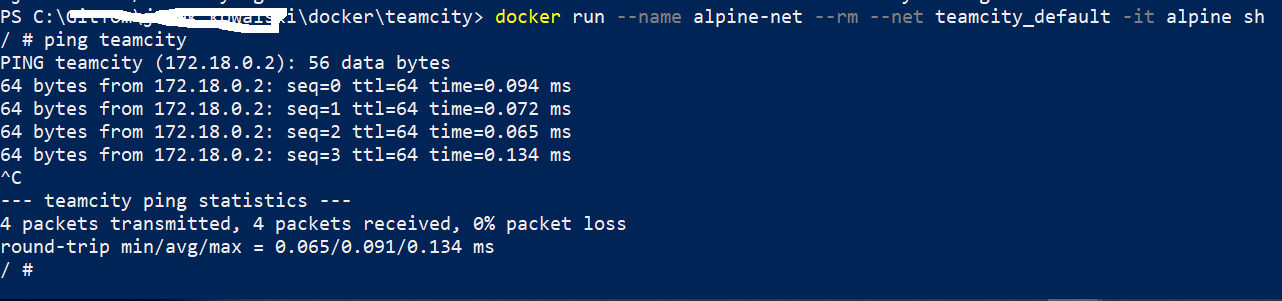 PS C:\ \docker\teamcity> docker run --name alpine-net --rm --net teamcity_default -it alpine sh
/ # ping teamcity
PING teamcity (172.18.0.2): 56 data bytes
64 bytes from 172.18.0.2: seq=0 ttl=64 time=0.094 ms
64 bytes from 172.18.0.2: seq=1 ttl=64 time=0.072 ms
64 bytes from 172.18.0.2: seq=2 ttl=64 time=0.065 ms
64 bytes from 172.18.0.2: seq=3 ttl=64 time=0.134 ms
^C
--- teamcity ping statistics ---
4 packets transmitted, 4 packets received, 0% packet loss
round-trip min/avg/max = 0.065/0.091/0.134 ms
/ #